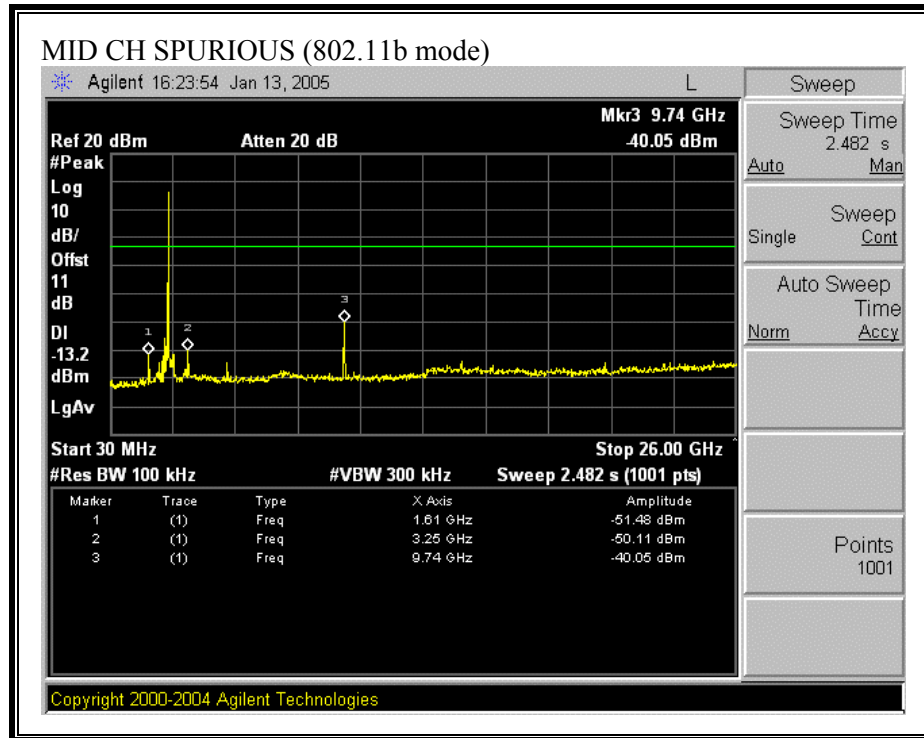 MID CH SPURIOUS (802.11b mode)
Agilent 16:23:54 Jan 13, 2005 L
Sweep
Mkr3 9.74 GHz
Ref 20 dBm Atten 20 dB -40.05 dBm
#Peak
Log
10
dB/
Offst
11
dB
DI
-13.2
dBm
LgAv
1
2
3
Start 30 MHz Stop 26.00 GHz
#Res BW 100 kHz #VBW 300 kHz Sweep 2.482 s (1001 pts)
Marker Trace Type X Axis Amplitude
1 (1) Freq 1.61 GHz -51.48 dBm
2 (1) Freq 3.25 GHz -50.11 dBm
3 (1) Freq 9.74 GHz -40.05 dBm
Sweep Time
2.482 s
Auto Man
Sweep
Single Cont
Auto Sweep
Time
Norm Accy
Points
1001
Copyright 2000-2004 Agilent Technologies